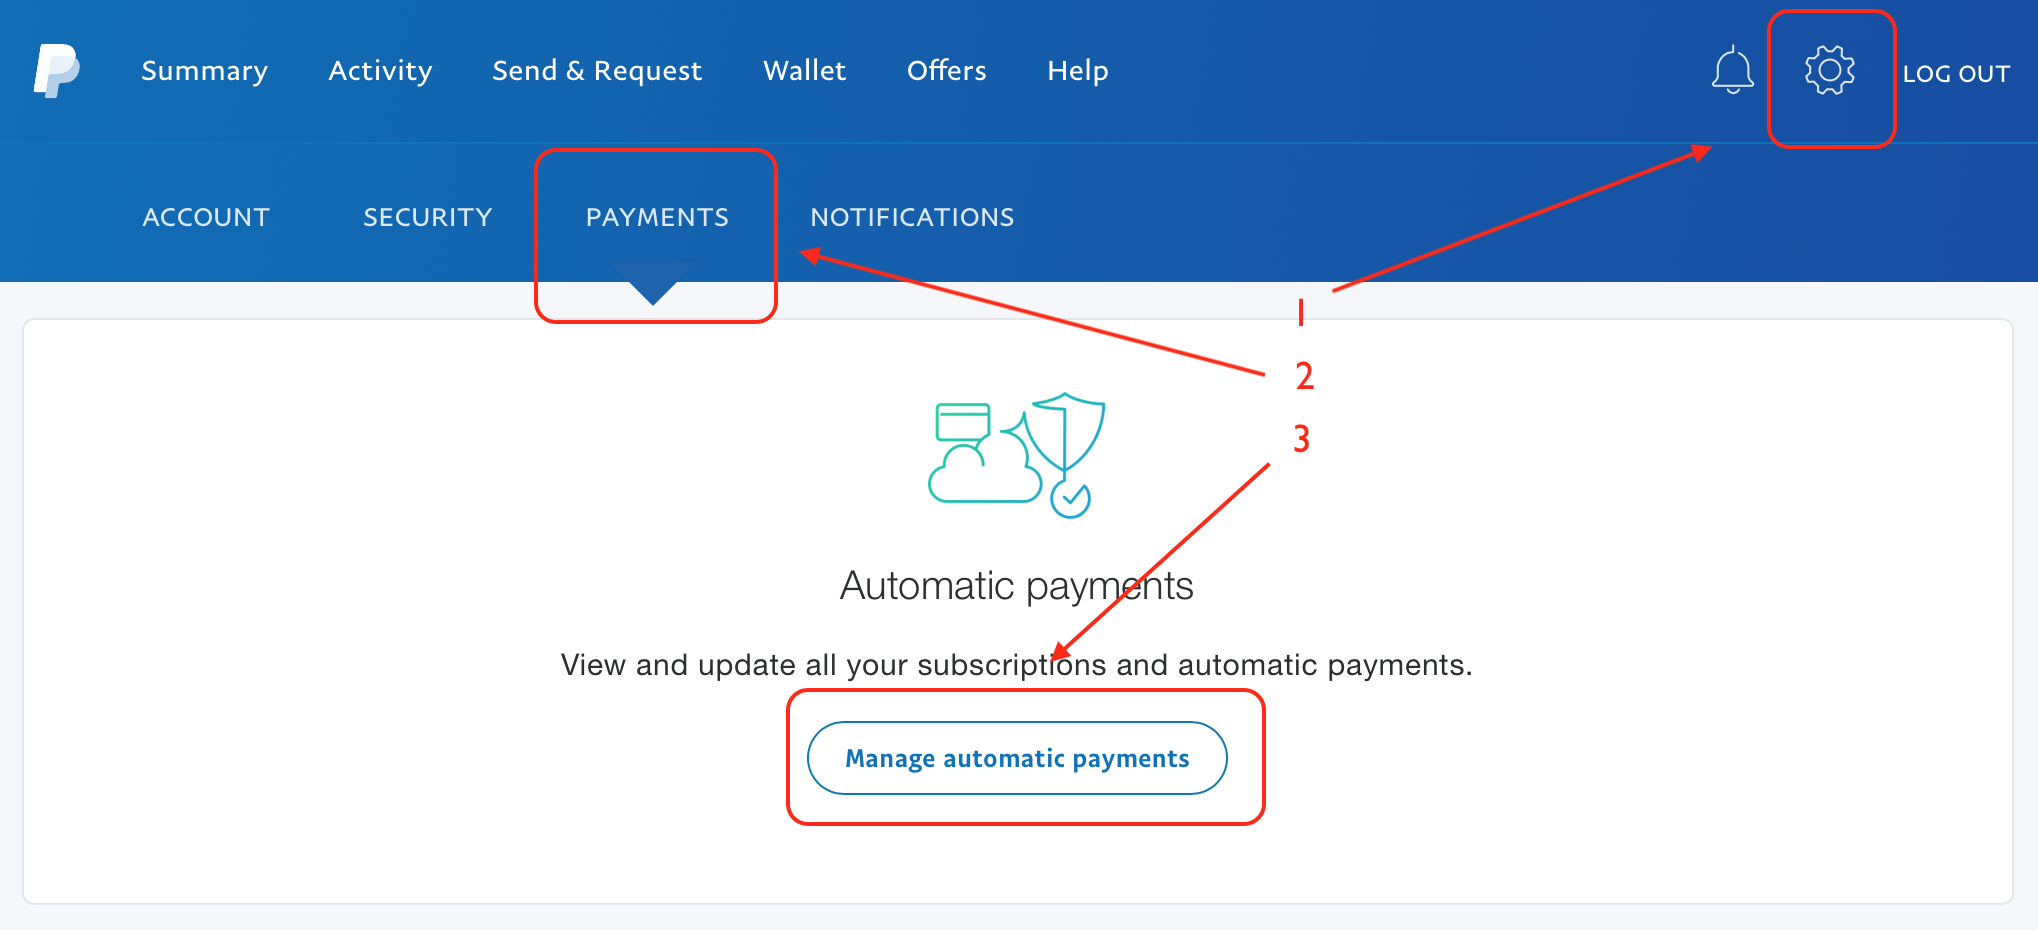 Summary Activity Send & Request Wallet Offers Help LOG OUT
ACCOUNT SECURITY PAYMENTS NOTIFICATIONS
1
2
3
Automatic payments
View and update all your subscriptions and automatic payments.
Manage automatic payments